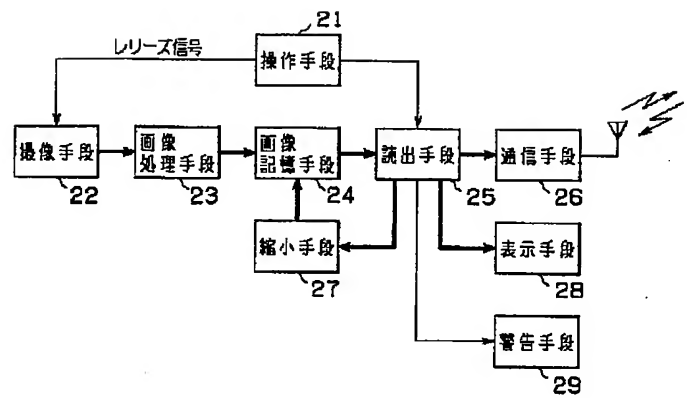 21
レリーズ信号
操作手段
撮像手段
22
画像
処理手段
23
画像
記憶手段
24
読出手段
25
通信手段
26
縮小手段
27
表示手段
28
警告手段
29